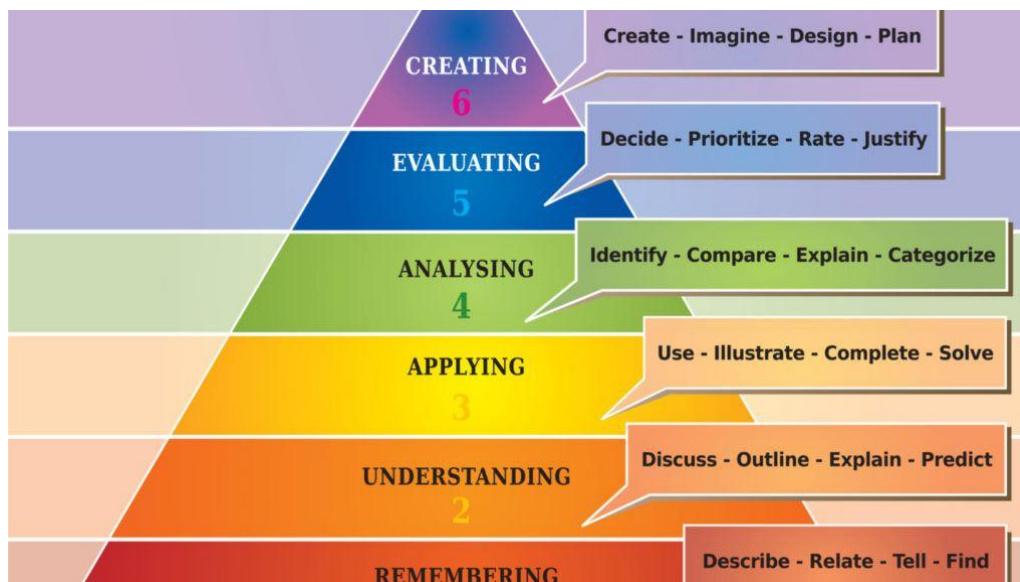 Create - Imagine - Design - Plan
CREATING
6
Decide - Prioritize - Rate - Justify
EVALUATING
5
Identify - Compare - Explain - Categorize
ANALYSING
4
Use - Illustrate - Complete - Solve
APPLYING
3
Discuss - Outline - Explain - Predict
UNDERSTANDING
2
Describe - Relate - Tell - Find
REMEMBERING